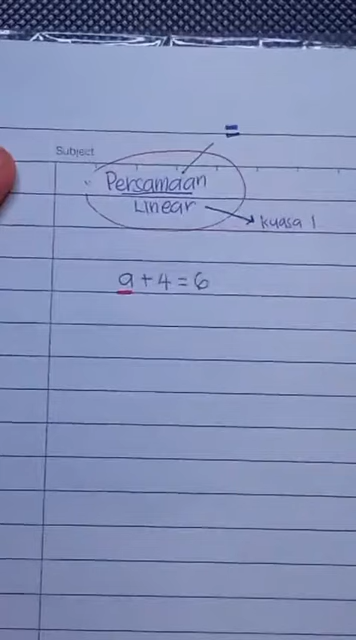 =
Subject
Persamaan
Linear
kuasa 1
a + 4 = 6